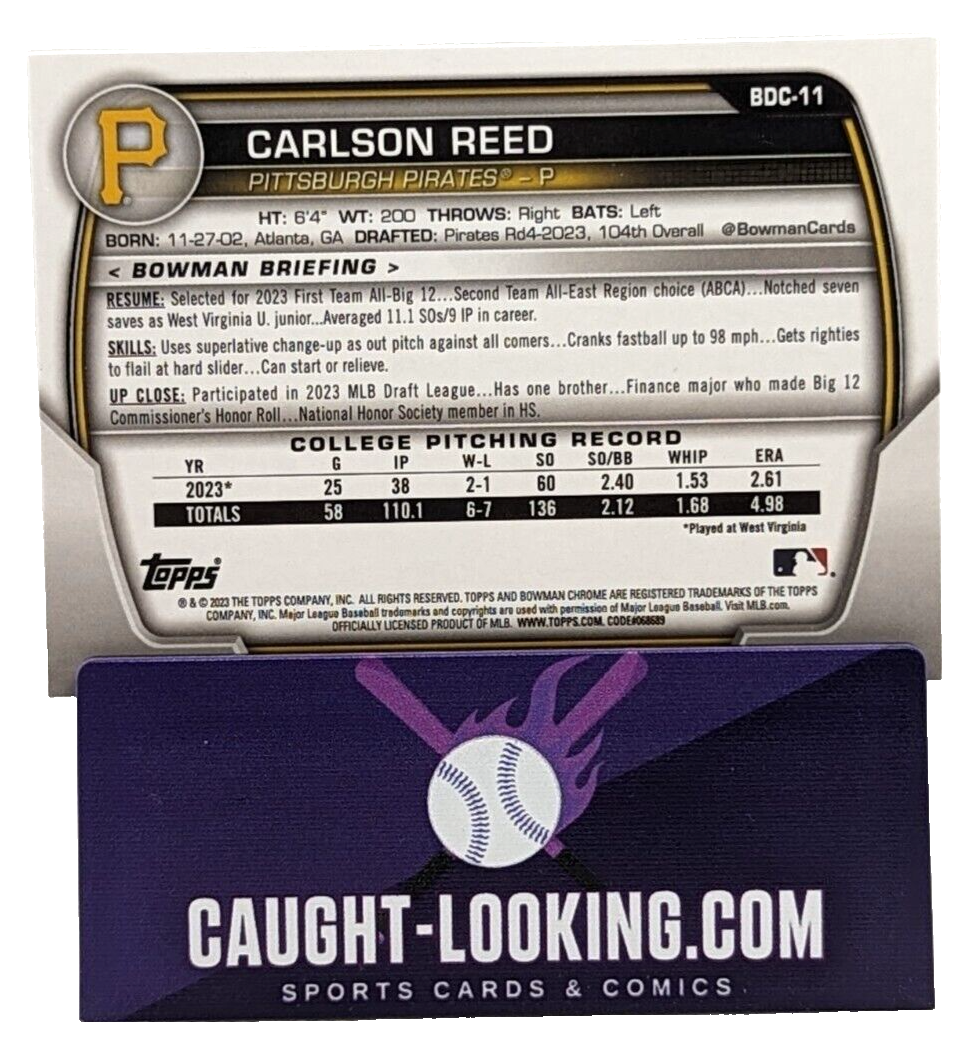 BDC-11
P
CARLSON REED
PITTSBURGH PIRATES® – P
HT: 6'4" WT: 200 THROWS: Right BATS: Left
BORN: 11-27-02, Atlanta, GA DRAFTED: Pirates Rd4-2023, 104th Overall @BowmanCards
< BOWMAN BRIEFING >
RESUME: Selected for 2023 First Team All-Big 12...Second Team All-East Region choice (ABCA)...Notched seven
saves as West Virginia U. junior...Averaged 11.1 SOs/9 IP in career.
SKILLS: Uses superlative change-up as out pitch against all comers...Cranks fastball up to 98 mph...Gets righties
to flail at hard slider...Can start or relieve.
UP CLOSE: Participated in 2023 MLB Draft League...Has one brother...Finance major who made Big 12
Commissioner's Honor Roll...National Honor Society member in HS.
COLLEGE PITCHING RECORD
YR G IP W-L SO SO/BB WHIP ERA
2023* 25 38 2-1 60 2.40 1.53 2.61
TOTALS 58 110.1 6-7 136 2.12 1.68 4.98
*Played at West Virginia
Topps®
® & © 2023 THE TOPPS COMPANY, INC. ALL RIGHTS RESERVED. TOPPS AND BOWMAN CHROME ARE REGISTERED TRADEMARKS OF THE TOPPS
COMPANY, INC. Major League Baseball trademarks and copyrights are used with permission of Major League Baseball. Visit MLB.com.
OFFICIALLY LICENSED PRODUCT OF MLB. WWW.TOPPS.COM. CODE#068689
CAUGHT-LOOKING.COM
SPORTS CARDS & COMICS